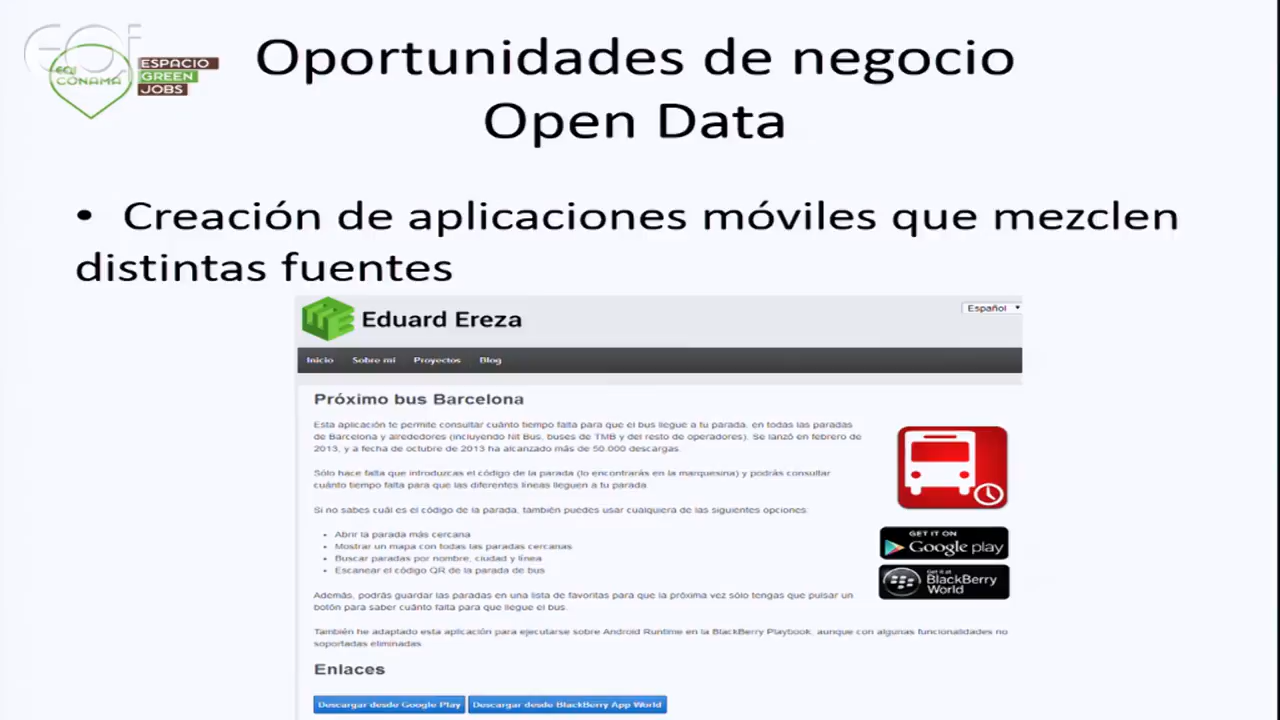 eoi
eoi
CONAMA
ESPACIO
GREEN
JOBS
Oportunidades de negocio
Open Data
• Creación de aplicaciones móviles que mezclen
distintas fuentes
Eduard Ereza
Español
Inicio Sobre mí Proyectos Blog
Próximo bus Barcelona
Esta aplicación te permite consultar cuánto tiempo falta para que el bus llegue a tu parada, en todas las paradas
de Barcelona y alrededores (incluyendo Nit Bus, buses de TMB y del resto de operadores). Se lanzó en febrero de
2013, y a fecha de octubre de 2013 ha alcanzado más de 50.000 descargas.
Sólo hace falta que introduzcas el código de la parada (lo encontrarás en la marquesina) y podrás consultar
cuánto tiempo falta para que las diferentes líneas lleguen a tu parada.
Si no sabes cuál es el código de la parada, también puedes usar cualquiera de las siguientes opciones:
• Abrir la parada más cercana
• Mostrar un mapa con todas las paradas cercanas
• Buscar paradas por nombre, ciudad y línea
• Escanear el código QR de la parada de bus
GET IT ON
Google play
Get it at
BlackBerry
World
Además, podrás guardar las paradas en una lista de favoritas para que la próxima vez sólo tengas que pulsar un
botón para saber cuánto falta para que llegue el bus.
También he adaptado esta aplicación para ejecutarse sobre Android Runtime en la BlackBerry Playbook, aunque con algunas funcionalidades no
soportadas eliminadas.
Enlaces
Descargar desde Google Play Descargar desde BlackBerry App World